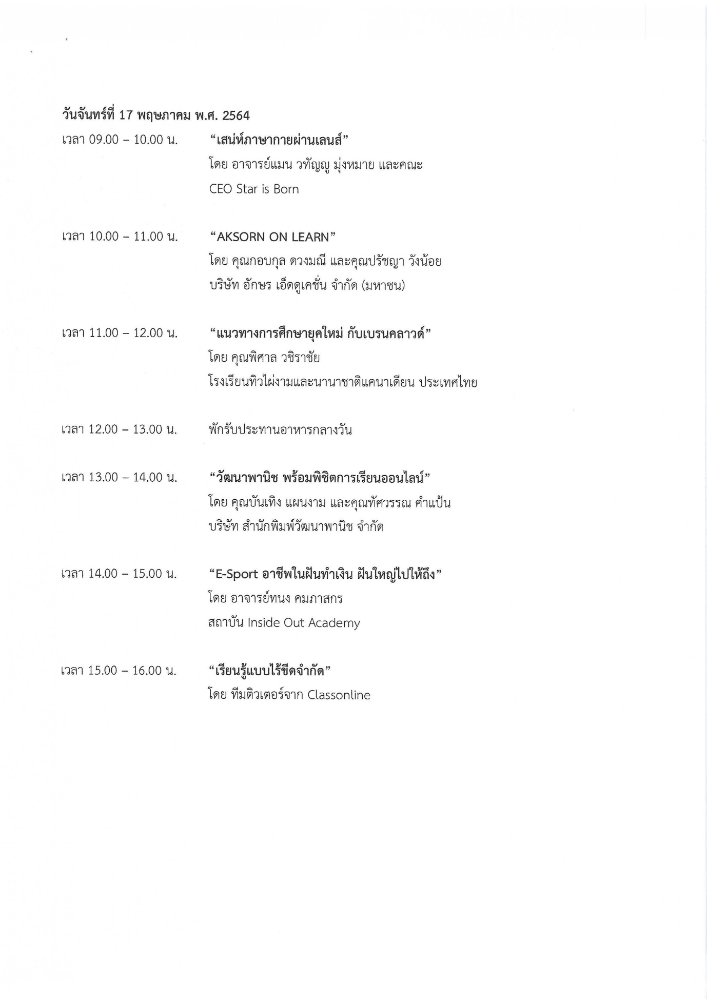 วันจันทร์ที่ 17 พฤษภาคม พ.ศ. 2564
เวลา 09.00 – 10.00 น. “เสน่ห์ภาษากายผ่านเลนส์”
โดย อาจารย์แมน วทัญญู มุ่งหมาย และคณะ
CEO Star is Born
เวลา 10.00 – 11.00 น. “AKSORN ON LEARN”
โดย คุณกอบกุล ดวงมณี และคุณปรัชญา วังน้อย
บริษัท อักษร เอ็ดดูเคชั่น จำกัด (มหาชน)
เวลา 11.00 – 12.00 น. “แนวทางการศึกษายุคใหม่ กับเบรนคลาวด์”
โดย คุณพิศาล วชิราชัย
โรงเรียนทิวไผ่งามและนานาชาติแคนาเดียน ประเทศไทย
เวลา 12.00 – 13.00 น. พักรับประทานอาหารกลางวัน
เวลา 13.00 – 14.00 น. “วัฒนาพานิช พร้อมพิชิตการเรียนออนไลน์”
โดย คุณบันเทิง แผนงาม และคุณทัศวรรณ คำแป้น
บริษัท สำนักพิมพ์วัฒนาพานิช จำกัด
เวลา 14.00 – 15.00 น. “E-Sport อาชีพในฝันทำเงิน ฝันใหญ่ไปให้ถึง”
โดย อาจารย์ทนง คมภาสกร
สถาบัน Inside Out Academy
เวลา 15.00 – 16.00 น. “เรียนรู้แบบไร้ขีดจำกัด”
โดย ทีมติวเตอร์จาก Classonline